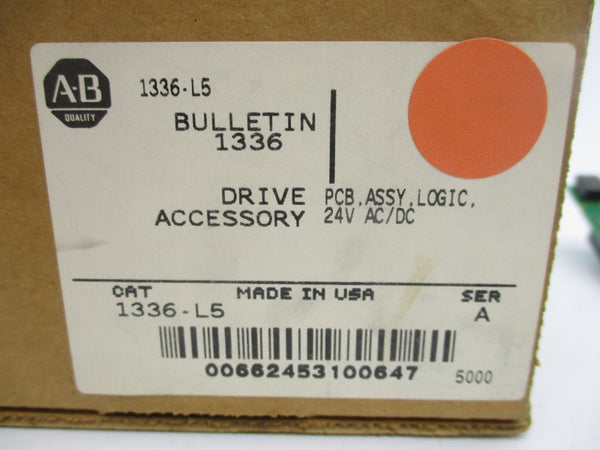 A-B
QUALITY
1336-L5
BULLETIN
1336
DRIVE
ACCESSORY
PCB,ASSY,LOGIC,
24V AC/DC
CAT MADE IN USA SER
1336-L5 A
00662453100647
5000